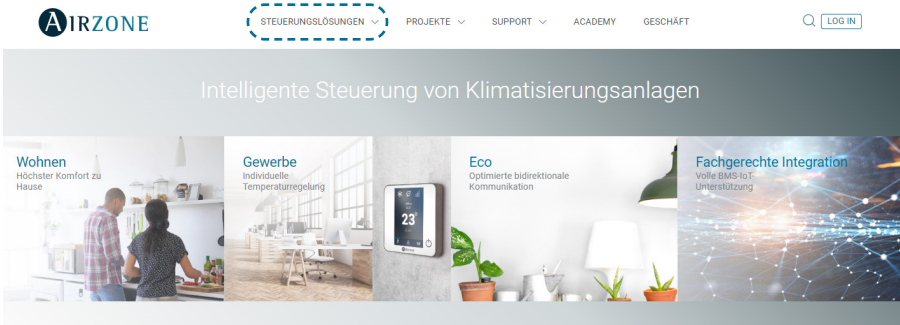 AIRZONE
STEUERUNGSLÖSUNGEN PROJEKTE SUPPORT ACADEMY GESCHÄFT LOG IN
Intelligente Steuerung von Klimatisierungsanlagen
Wohnen
Höchster Komfort zu
Hause
Gewerbe
Individuelle
Temperaturregelung
23
Eco
Optimierte bidirektionale
Kommunikation
Fachgerechte Integration
Volle BMS-IoT-
Unterstützung